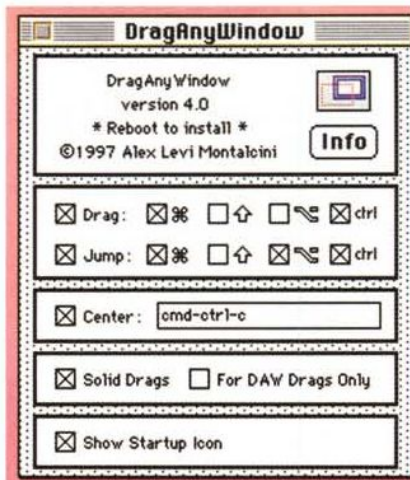 DragAnyWindow
DragAnyWindow
version 4.0
* Reboot to install *
©1997 Alex Levi Montalcini
Info
Drag: ⌘ ⇧ ⌥ ctrl
Jump: ⌘ ⇧ ⌥ ctrl
Center: cmd-ctrl-c
Solid Drags For DAW Drags Only
Show Startup Icon